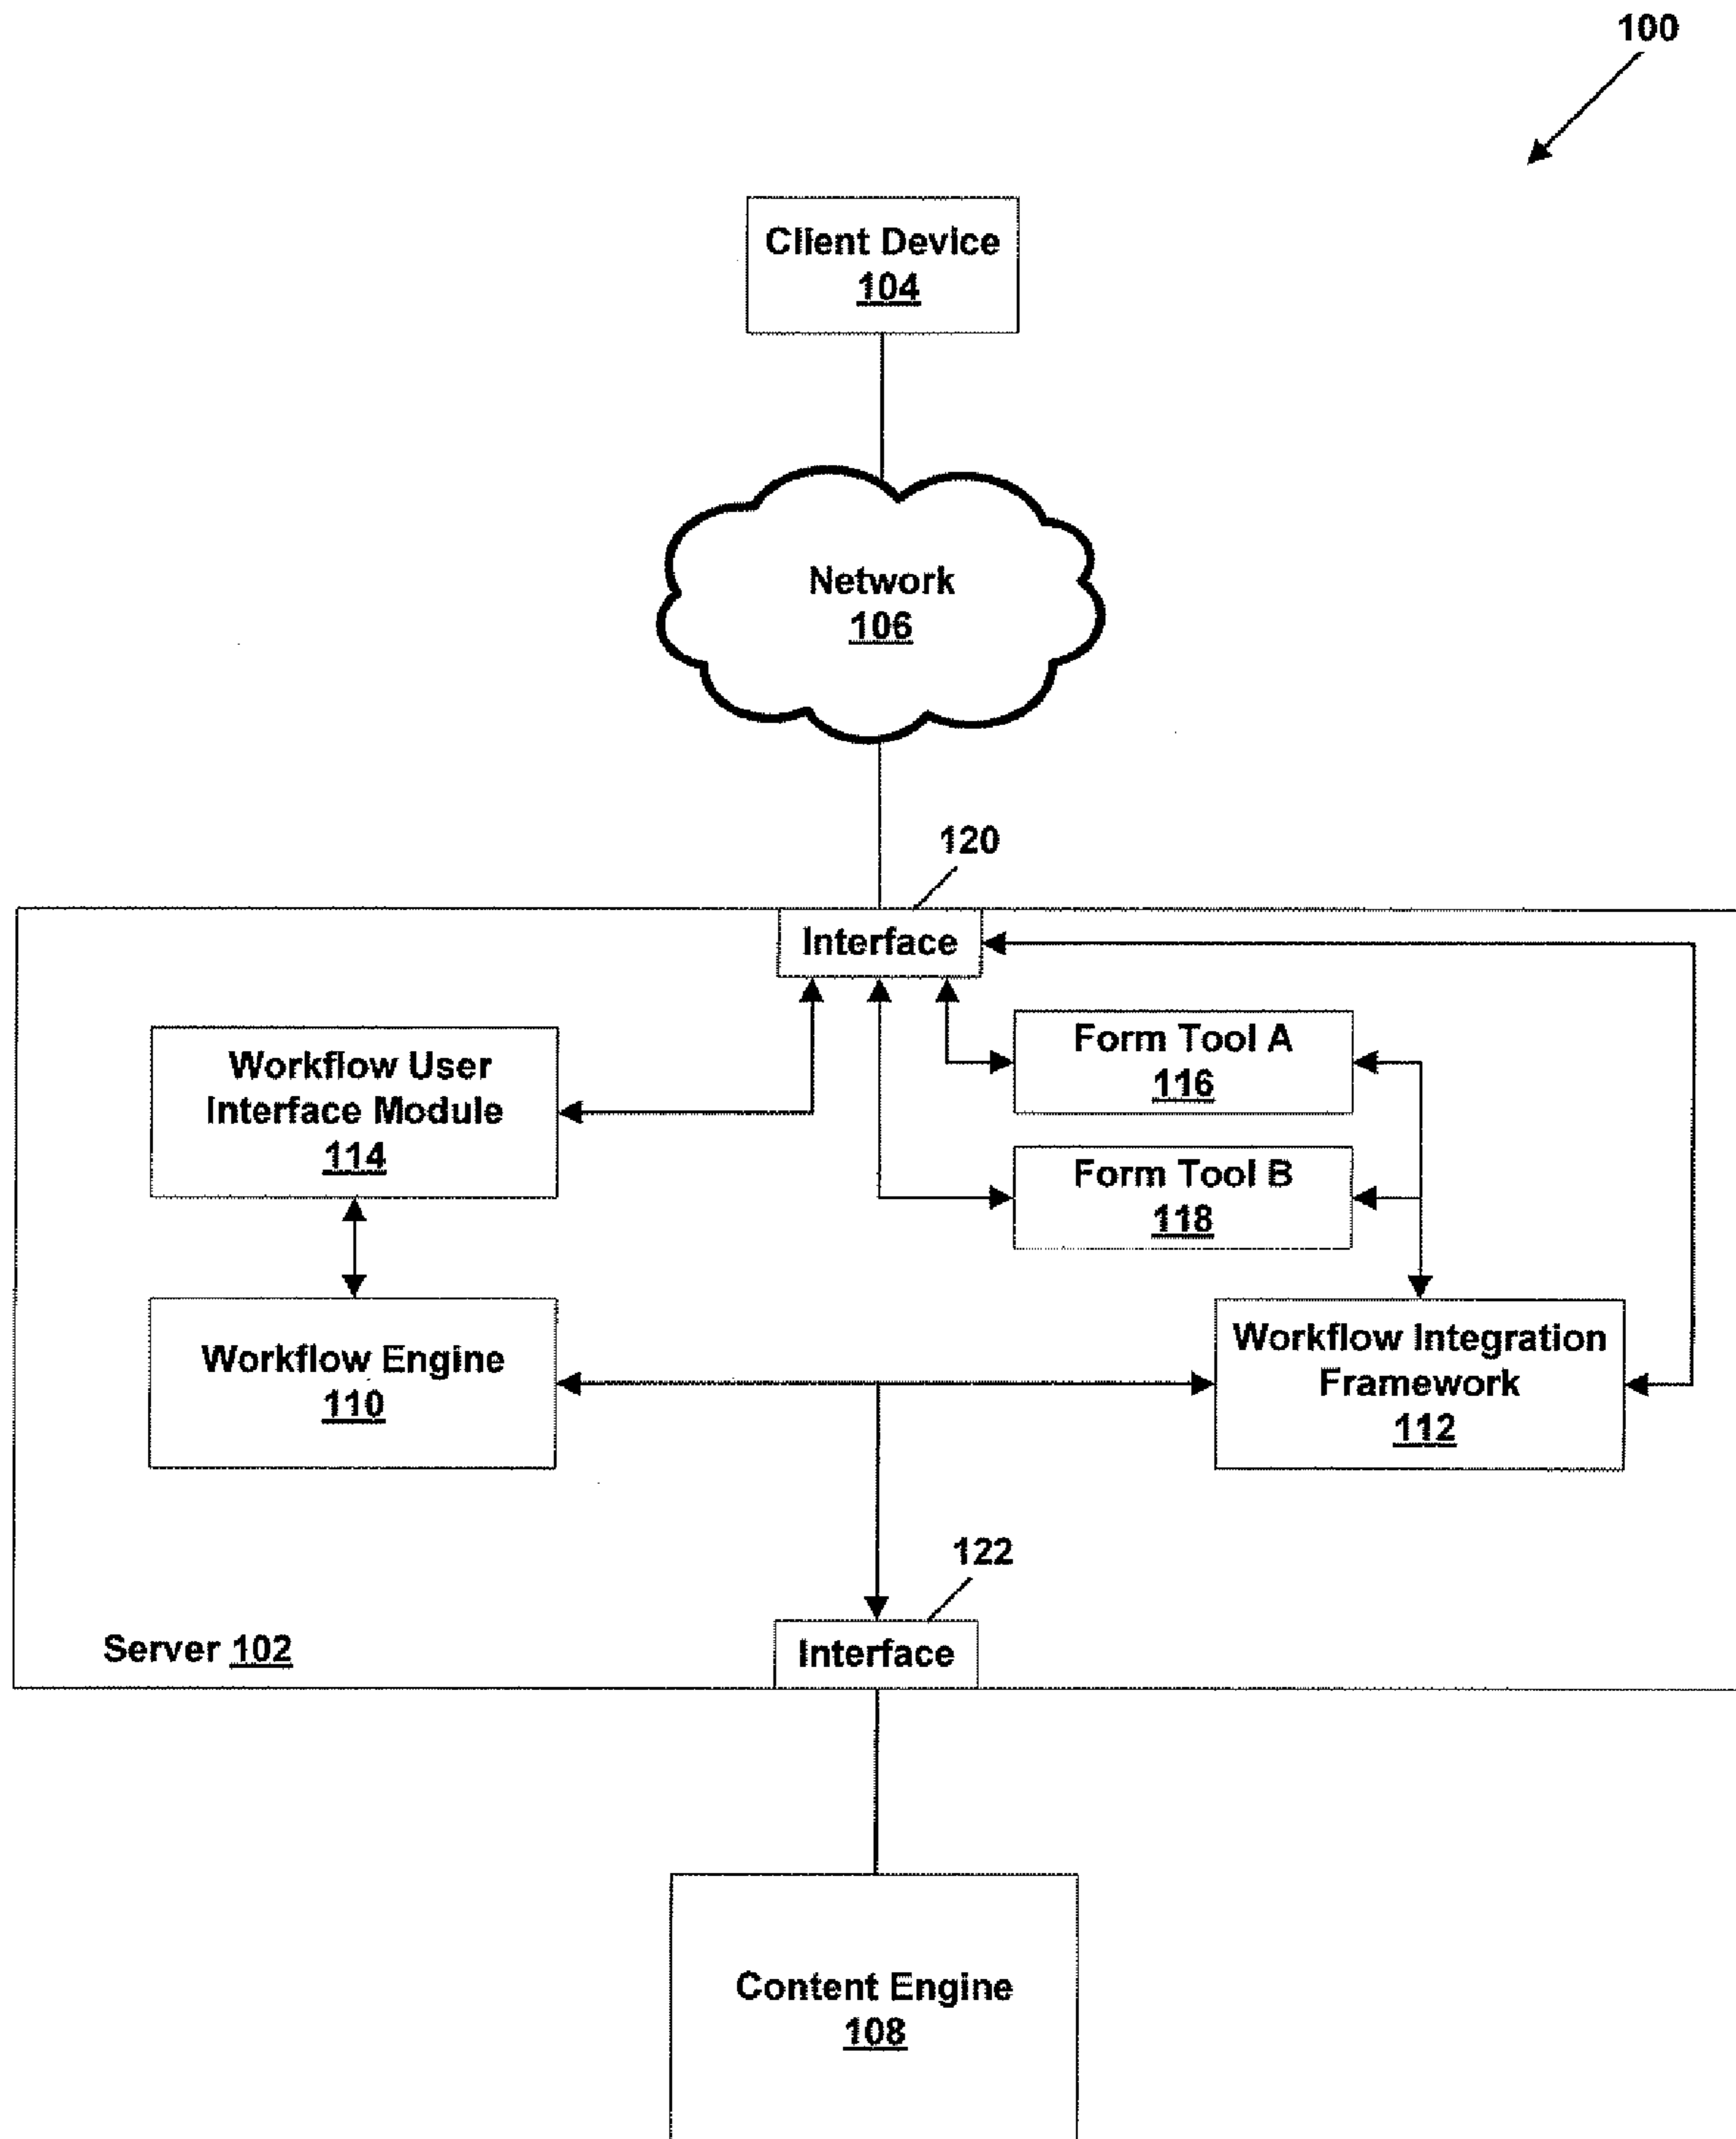 100
Client Device
104
Network
106
120
Interface
Workflow User
Interface Module
114
Form Tool A
116
Form Tool B
118
Workflow Engine
110
Workflow Integration
Framework
112
122
Interface
Server 102
Content Engine
108